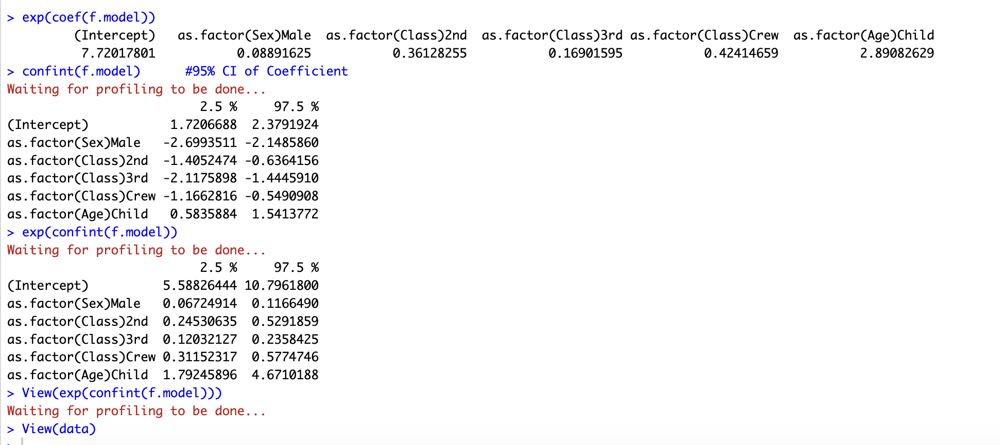 > exp(coef(f.model))
(Intercept) as.factor(Sex)Male as.factor(Class)2nd as.factor(Class)3rd as.factor(Class)Crew as.factor(Age)Child
7.72017801 0.08891625 0.36128255 0.16901595 0.42414659 2.89082629
> confint(f.model) #95% CI of Coefficient
Waiting for profiling to be done...
2.5 % 97.5 %
(Intercept) 1.7206688 2.3791924
as.factor(Sex)Male -2.6993511 -2.1485860
as.factor(Class)2nd -1.4052474 -0.6364156
as.factor(Class)3rd -2.1175898 -1.4445910
as.factor(Class)Crew -1.1662816 -0.5490908
as.factor(Age)Child 0.5835884 1.5413772
> exp(confint(f.model))
Waiting for profiling to be done...
2.5 % 97.5 %
(Intercept) 5.58826444 10.7961800
as.factor(Sex)Male 0.06724914 0.1166490
as.factor(Class)2nd 0.24530635 0.5291859
as.factor(Class)3rd 0.12032127 0.2358425
as.factor(Class)Crew 0.31152317 0.5774746
as.factor(Age)Child 1.79245896 4.6710188
> View(exp(confint(f.model)))
Waiting for profiling to be done...
> View(data)
>